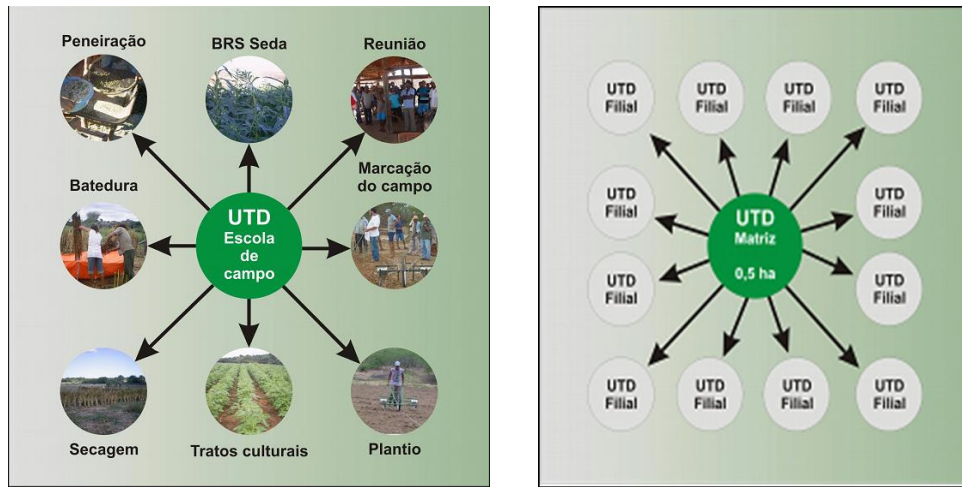 Peneiração
BRS Seda
Reunião
Batedura
UTD
Escola
de
campo
Marcação
do campo
Secagem
Tratos culturais
Plantio
UTD
Filial
UTD
Filial
UTD
Filial
UTD
Filial
UTD
Filial
UTD
Matriz
0,5 ha
UTD
Filial
UTD
Filial
UTD
Filial
UTD
Filial
UTD
Filial
UTD
Filial
UTD
Filial